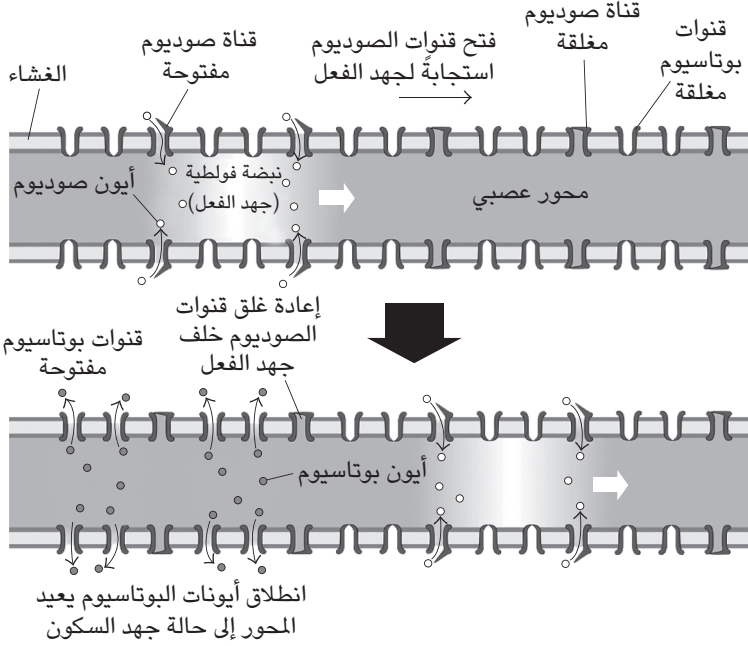 قناة صوديوم
مغلقة
قنوات
بوتاسيوم
مغلقة
فتح قنوات الصوديوم
استجابةً لجهد الفعل
قناة صوديوم
مفتوحة
الغشاء
نبضة فولطية
(جهد الفعل)
أيون صوديوم
محور عصبي
إعادة غلق قنوات
الصوديوم خلف
جهد الفعل
قنوات بوتاسيوم
مفتوحة
أيون بوتاسيوم
انطلاق أيونات البوتاسيوم يعيد
المحور إلى حالة جهد السكون